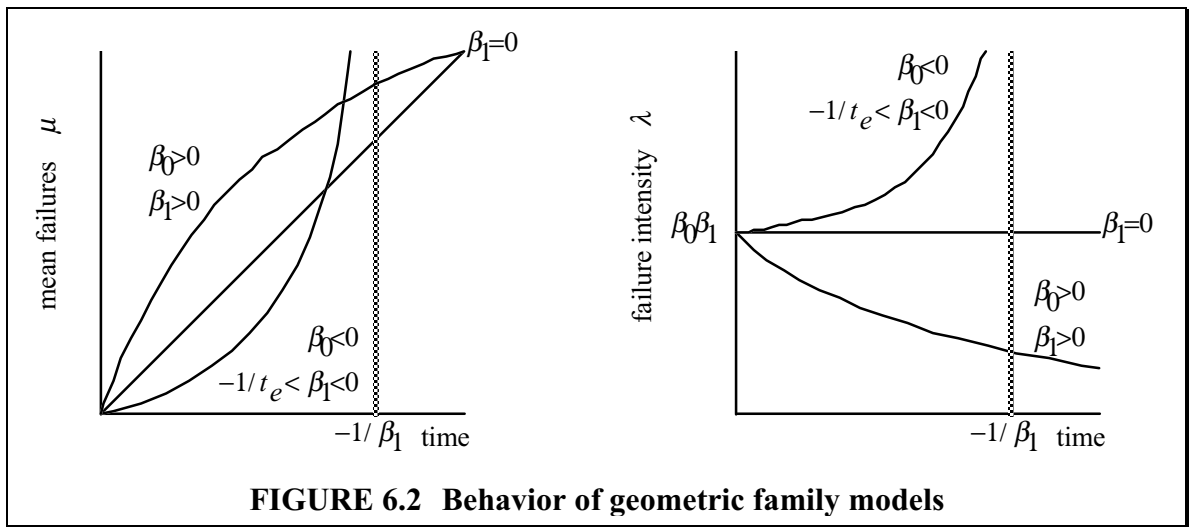 β₁=0
β₀>0
β₁>0
mean failures μ
β₀<0
−1/tₑ< β₁<0
−1/ β₁ time
β₀<0
−1/tₑ< β₁<0
failure intensity λ
β₀β₁
β₁=0
β₀>0
β₁>0
−1/ β₁ time
FIGURE 6.2 Behavior of geometric family models